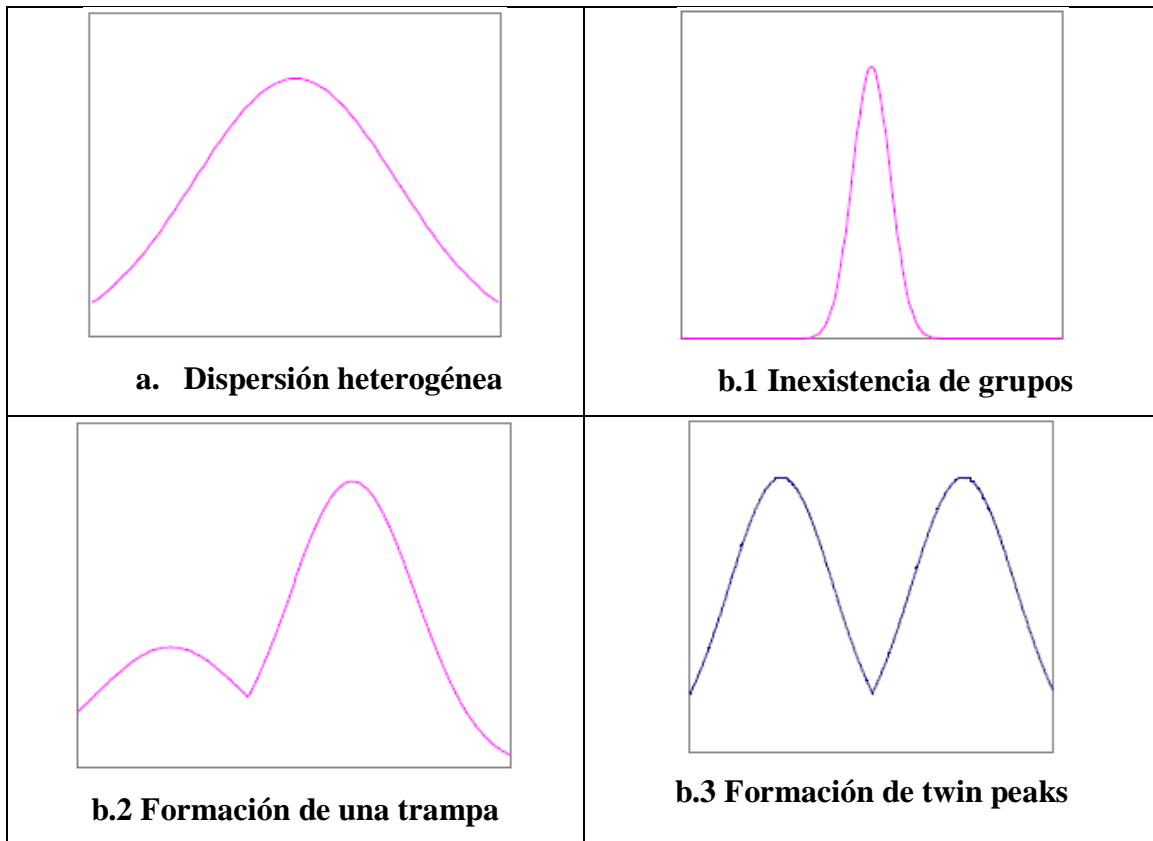 a. Dispersión heterogénea
b.1 Inexistencia de grupos
b.2 Formación de una trampa
b.3 Formación de twin peaks